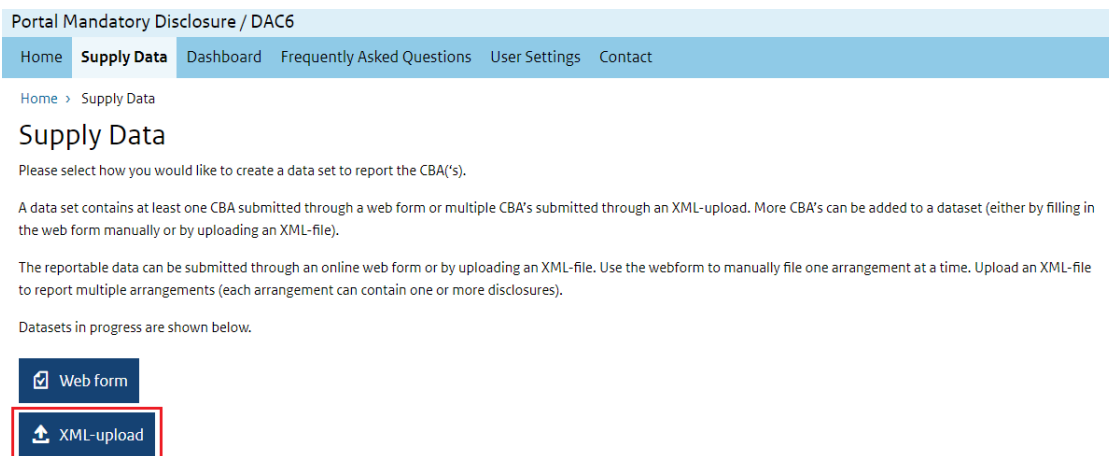 Portal Mandatory Disclosure / DAC6
Home Supply Data Dashboard Frequently Asked Questions User Settings Contact
Home > Supply Data
Supply Data
Please select how you would like to create a data set to report the CBA(‘s).
A data set contains at least one CBA submitted through a web form or multiple CBA’s submitted through an XML-upload. More CBA’s can be added to a dataset (either by filling in
the web form manually or by uploading an XML-file).
The reportable data can be submitted through an online web form or by uploading an XML-file. Use the webform to manually file one arrangement at a time. Upload an XML-file
to report multiple arrangements (each arrangement can contain one or more disclosures).
Datasets in progress are shown below.
Web form
XML-upload